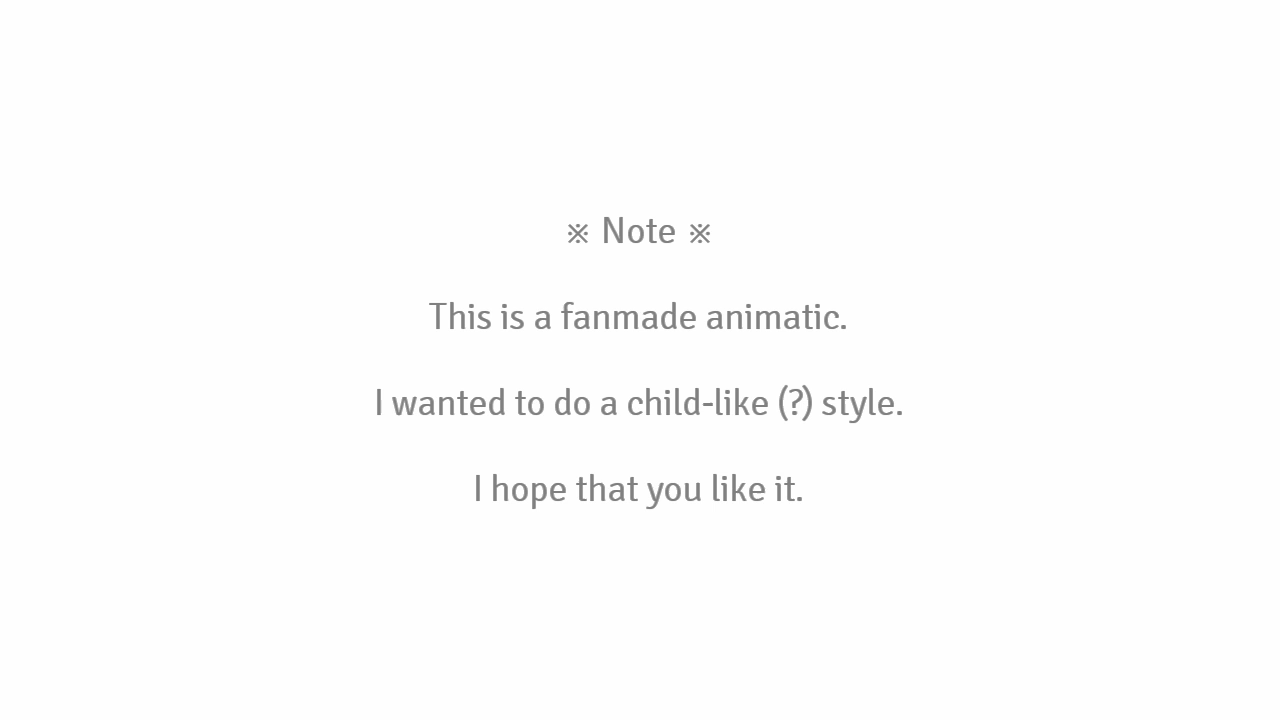 ※ Note ※
This is a fanmade animatic.
I wanted to do a child-like (?) style.
I hope that you like it.